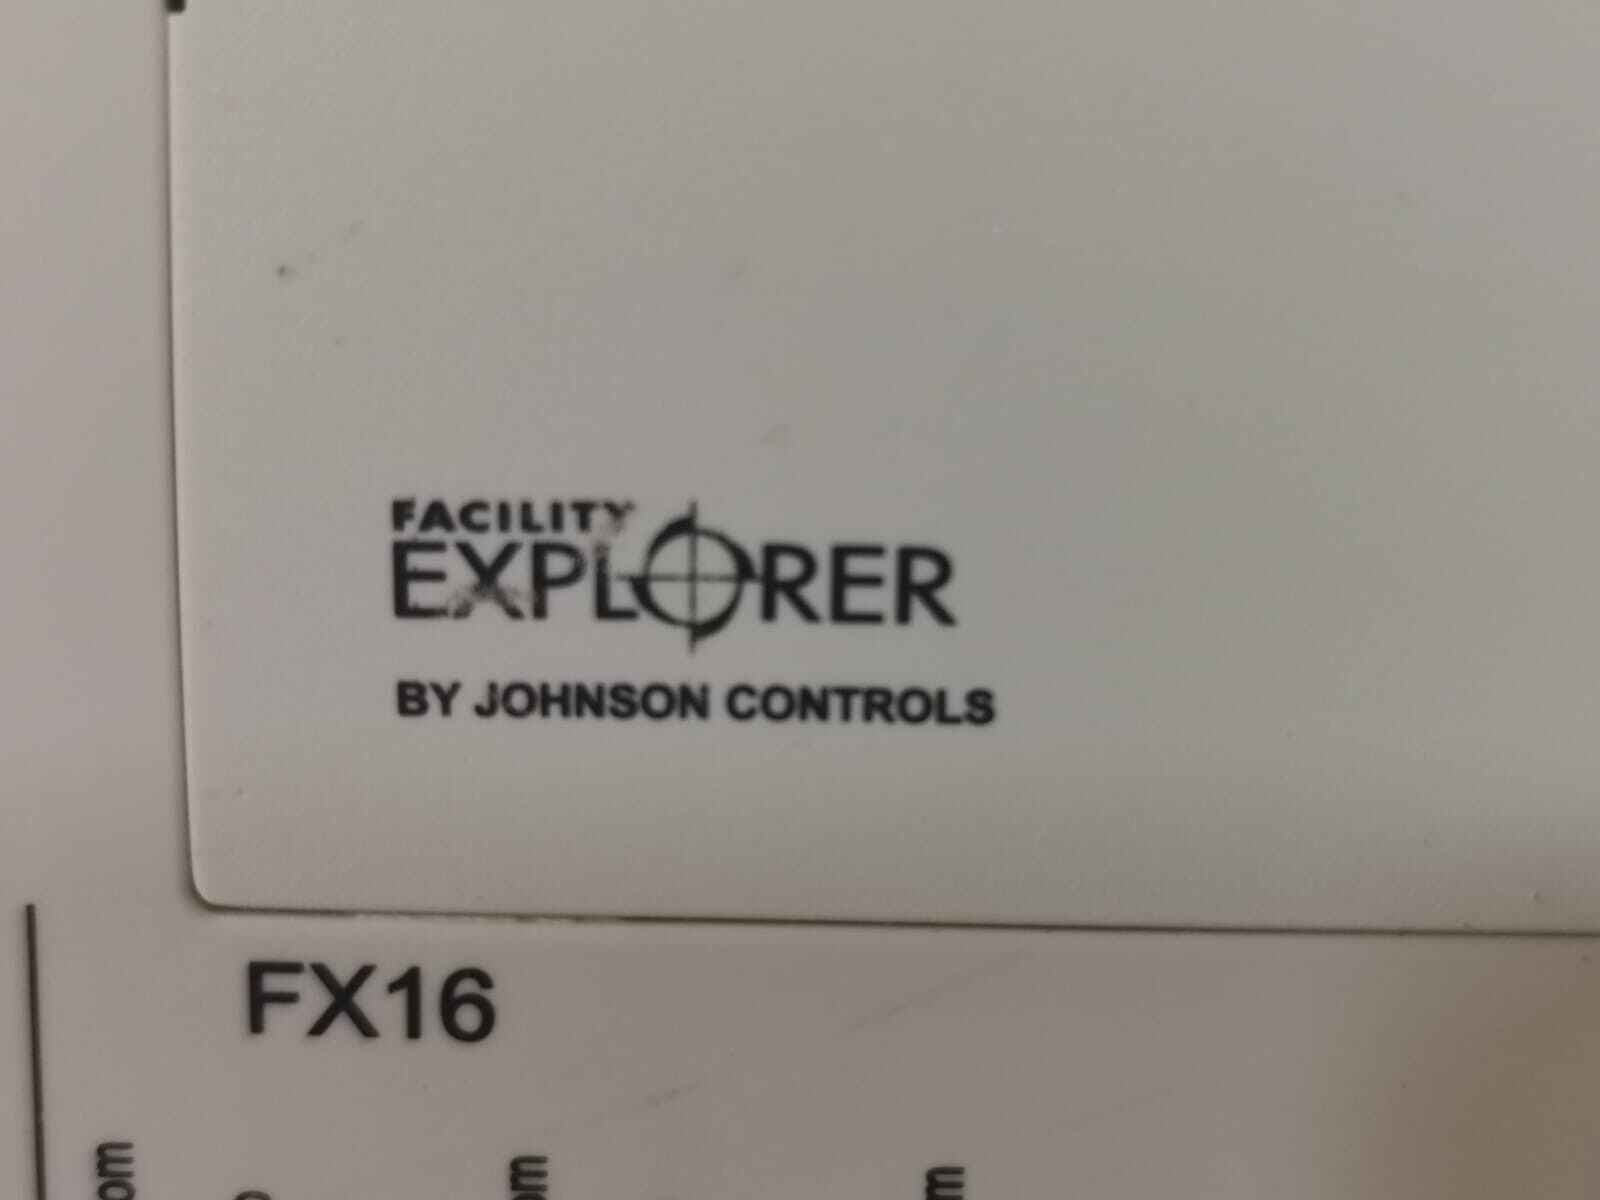 FACILITY
EXPLORER
BY JOHNSON CONTROLS
FX16